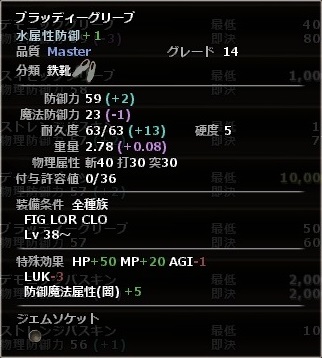 ブラッディーグリーブ
水属性防御+1
品質 Master グレード 14
分類 鉄靴
防御力 59 (+2)
魔法防御力 23 (-1)
耐久度 63/63 (+13) 硬度 5
重量 2.78 (+0.08)
物理属性 斬40 打30 突30
付与許容値 0/36
装備条件 全種族
FIG LOR CLO
Lv 38~
特殊効果 HP+50 MP+20 AGI-1
LUK-3
防御魔法属性(闇) +5
ジェムソケット